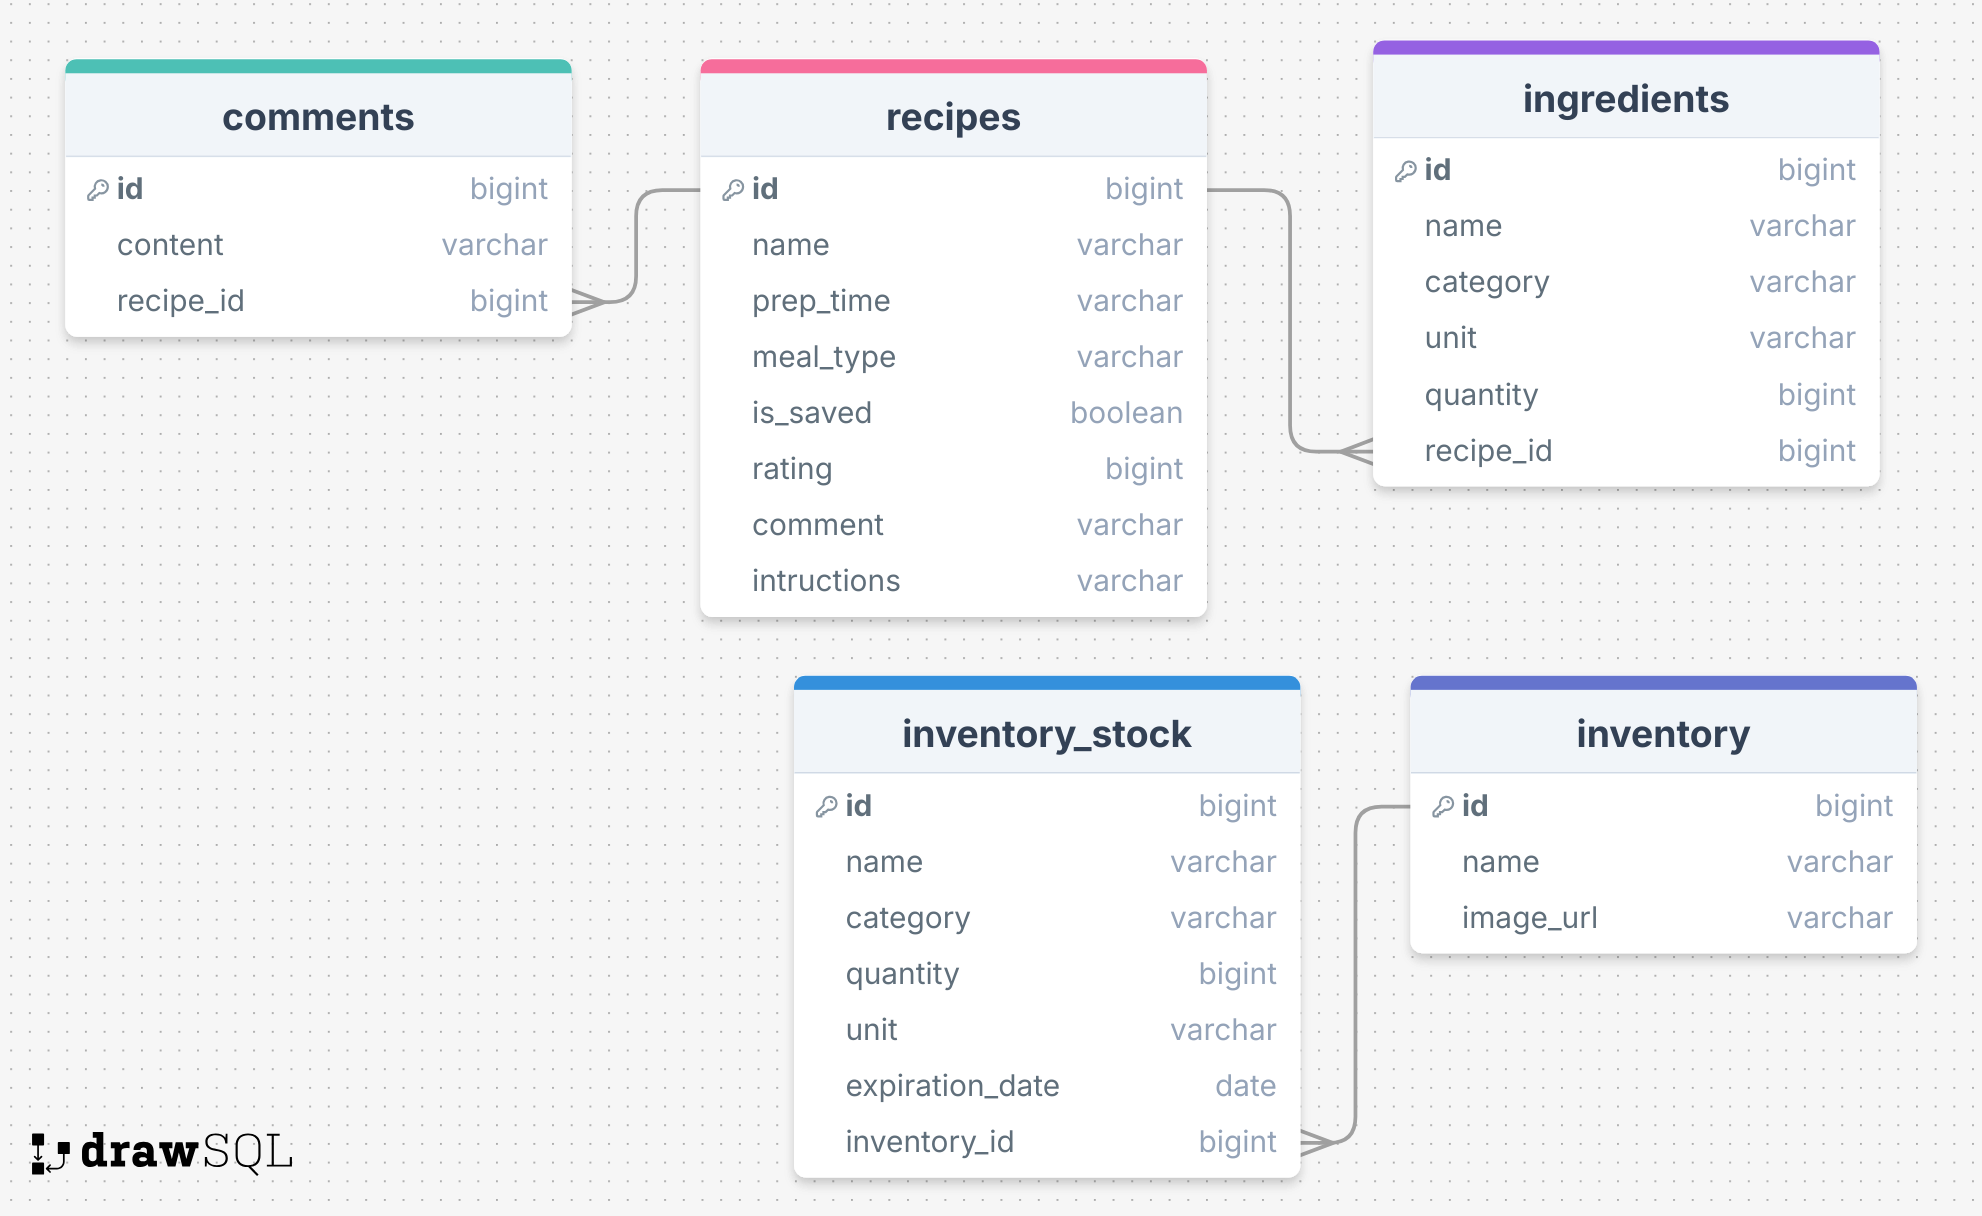 comments
id bigint
content varchar
recipe_id bigint
recipes
id bigint
name varchar
prep_time varchar
meal_type varchar
is_saved boolean
rating bigint
comment varchar
intructions varchar
ingredients
id bigint
name varchar
category varchar
unit varchar
quantity bigint
recipe_id bigint
inventory_stock
id bigint
name varchar
category varchar
quantity bigint
unit varchar
expiration_date date
inventory_id bigint
inventory
id bigint
name varchar
image_url varchar
drawSQL